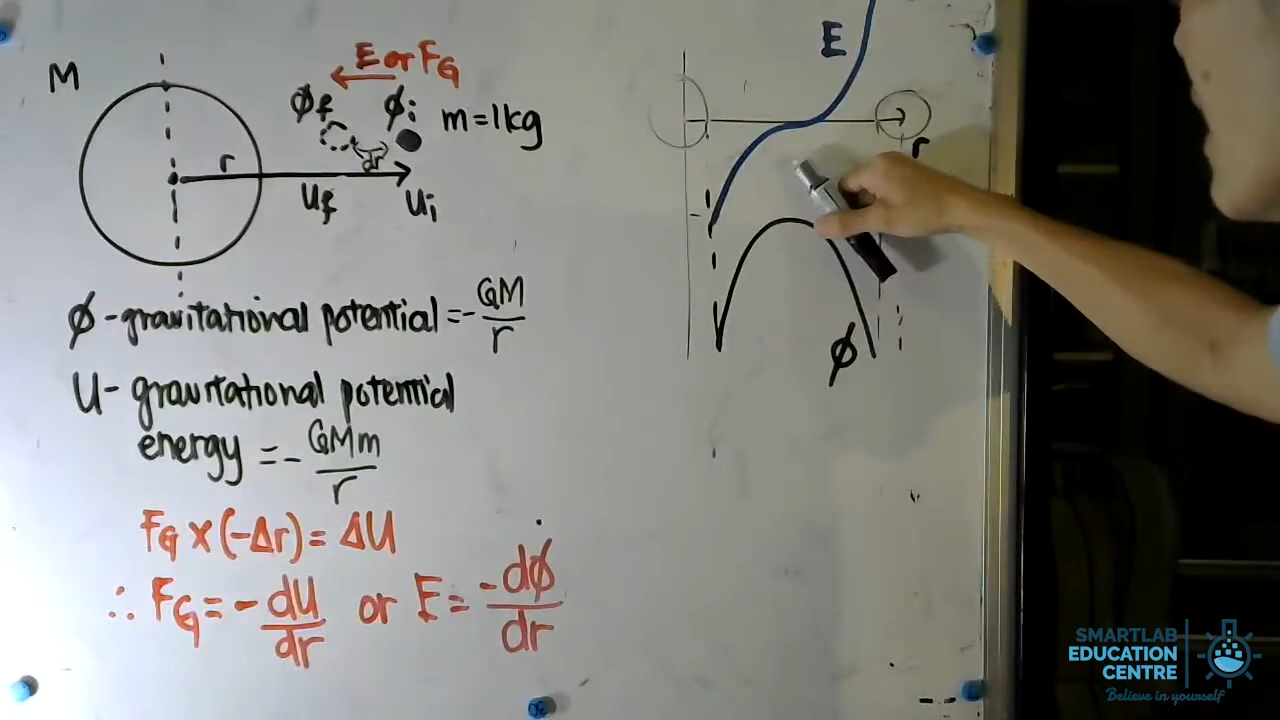 M
E or FG
ϕf ϕi m=1kg
dr
r
Uf Ui
ϕ-gravitational potential = -GM/r
U- gravitational potential
energy = -GMm/r
FG x (-Δr) = ΔU
∴ FG = -dU/dr or E = -dϕ/dr
E
r
ϕ
SMARTLAB
EDUCATION
CENTRE
Believe in yourself